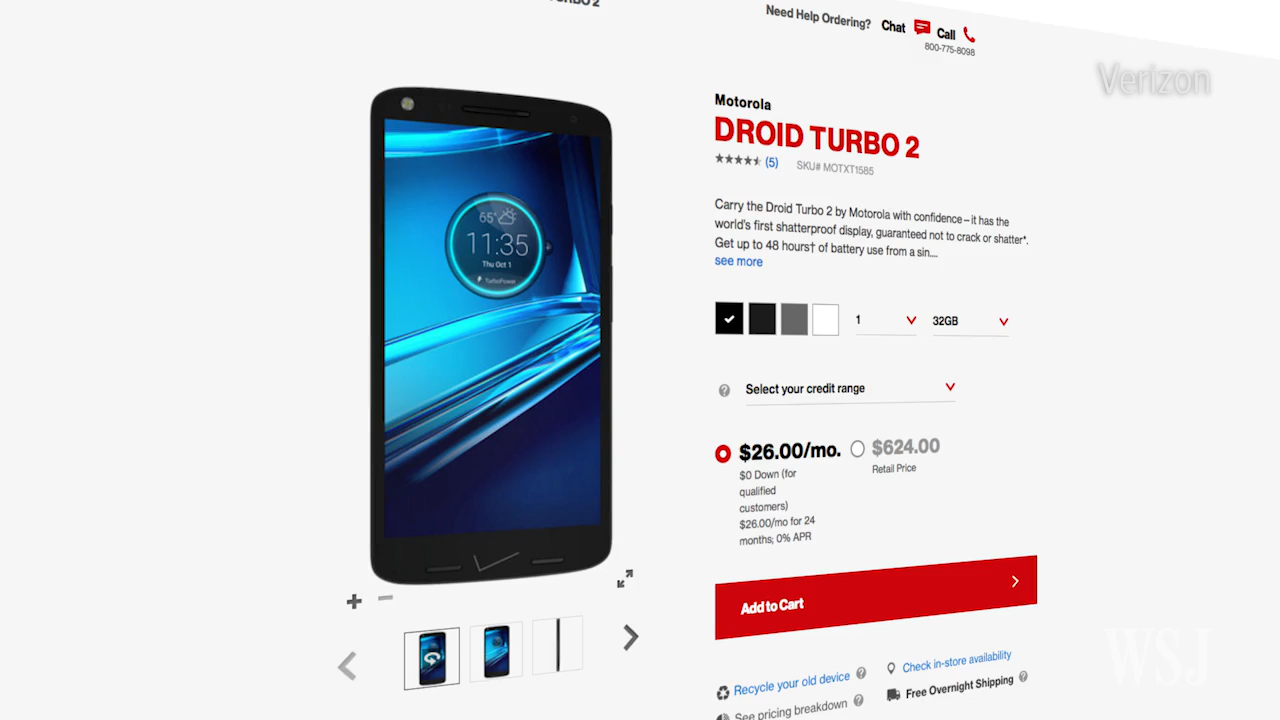 TURBO 2
Need Help Ordering?
Chat
Call
800-775-8098
Verizon
Motorola
DROID TURBO 2
(5)
SKU# MOTXT1585
Carry the Droid Turbo 2 by Motorola with confidence – it has the
world's first shatterproof display, guaranteed not to crack or shatter*.
Get up to 48 hours† of battery use from a sin....
see more
65°
11:35
Thu Oct 1
TurboPower
1
32GB
Select your credit range
$26.00/mo.
$624.00
Retail Price
$0 Down (for
qualified
customers)
$26.00/mo for 24
months; 0% APR
Add to Cart
Recycle your old device
Check in-store availability
See pricing breakdown
Free Overnight Shipping
WSJ